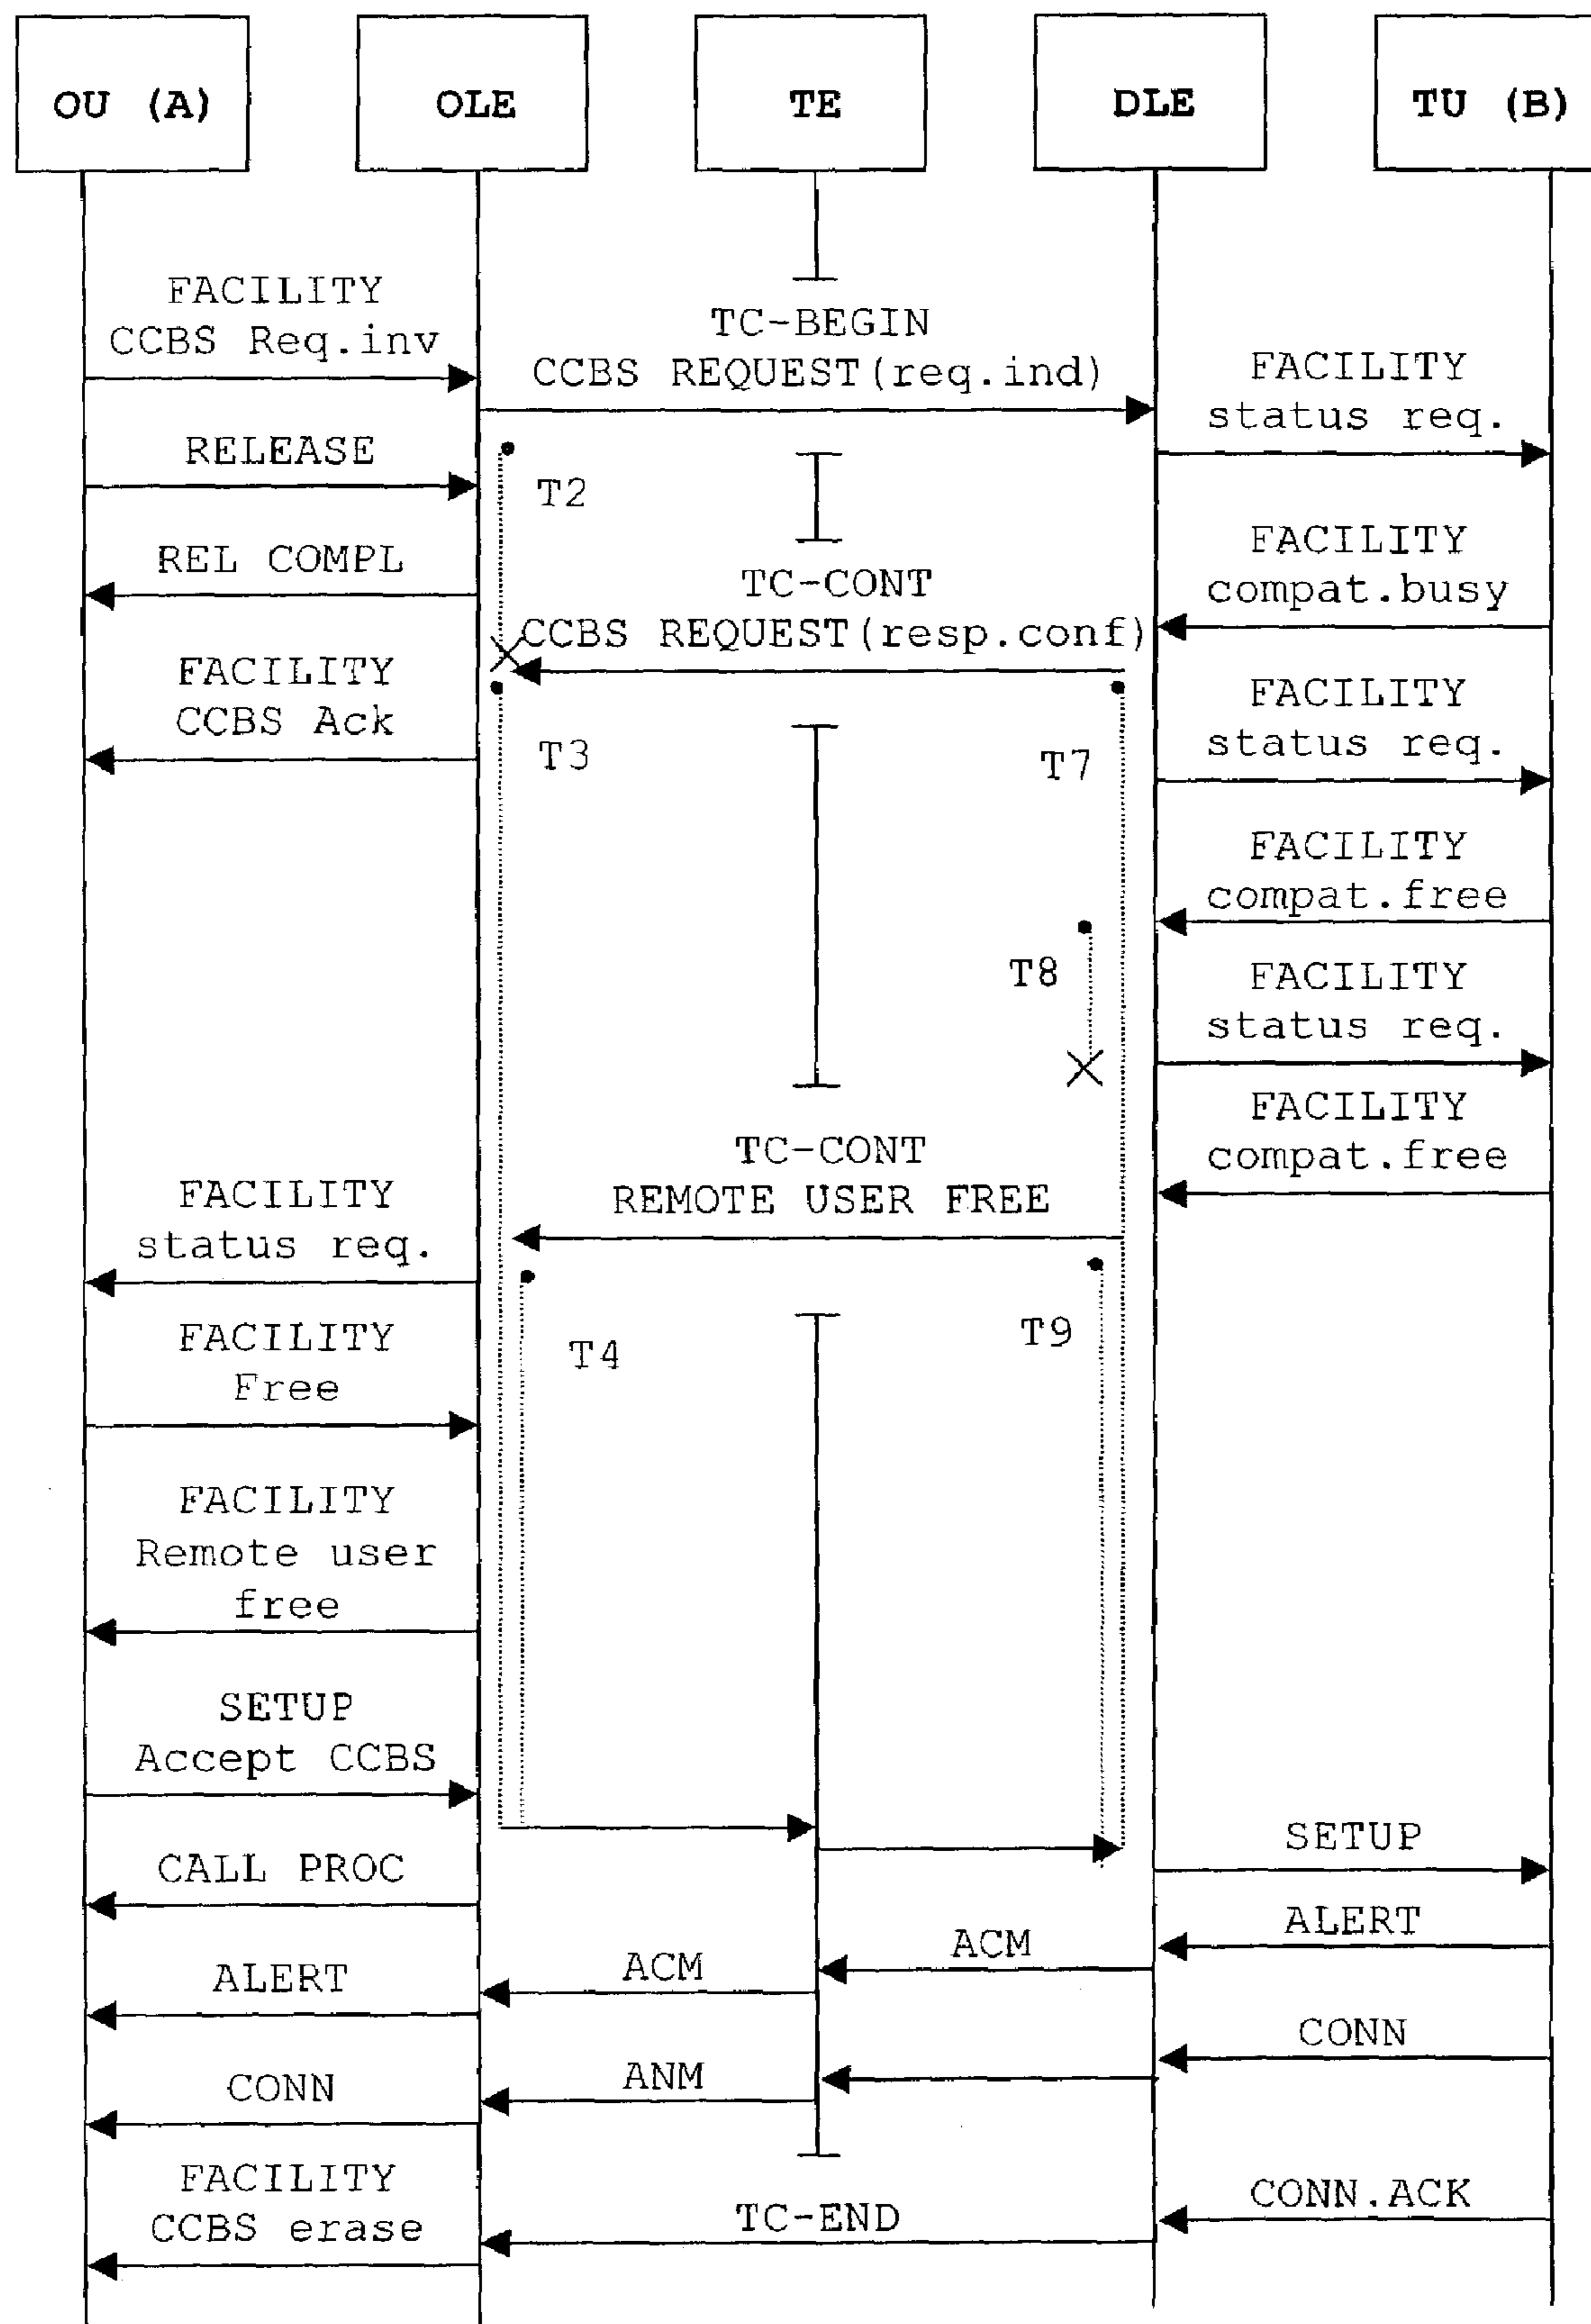 OU (A)
OLE
TE
DLE
TU (B)
FACILITY
CCBS Req.inv
TC-BEGIN
CCBS REQUEST(req.ind)
FACILITY
status req.
RELEASE
T2
REL COMPL
TC-CONT
CCBS REQUEST(resp.conf)
FACILITY
compat.busy
FACILITY
CCBS Ack
T3
T7
FACILITY
status req.
FACILITY
compat.free
T8
FACILITY
status req.
TC-CONT
REMOTE USER FREE
FACILITY
compat.free
FACILITY
status req.
T4
T9
FACILITY
Free
FACILITY
Remote user
free
SETUP
Accept CCBS
SETUP
CALL PROC
ALERT
ACM
ACM
ALERT
CONN
ANM
CONN
FACILITY
CCBS erase
TC-END
CONN.ACK